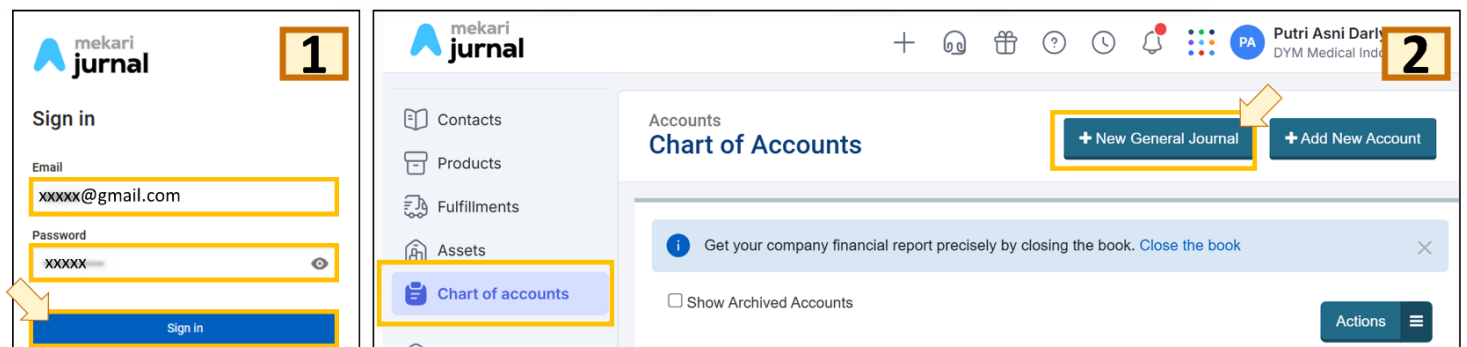 mekari
jurnal
1
Sign in
Email
xxxxx@gmail.com
Password
xxxxx
Sign in
mekari
jurnal
PA
Putri Asni
DYM Medical
2
Contacts
Products
Fulfillments
Assets
Chart of accounts
Accounts
Chart of Accounts
+ New General Journal
+ Add New Account
Get your company financial report precisely by closing the book. Close the book
Show Archived Accounts
Actions